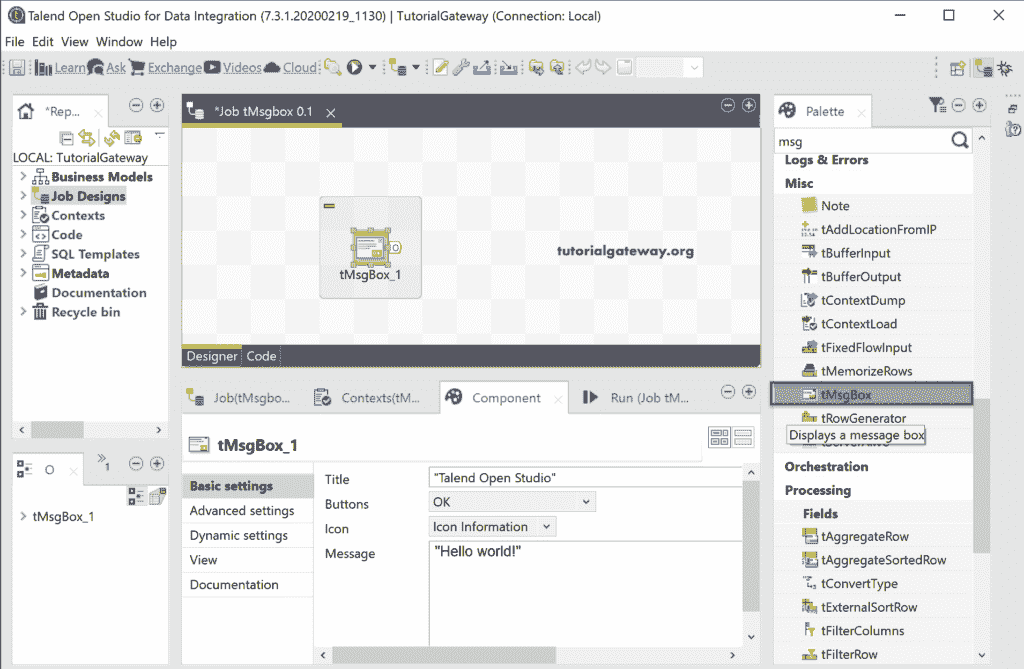 Talend Open Studio for Data Integration (7.3.1.20200219_1130) | TutorialGateway (Connection: Local)
File Edit View Window Help
Learn Ask Exchange Videos Cloud
*Rep...
LOCAL: TutorialGateway
Business Models
Job Designs
Contexts
Code
SQL Templates
Metadata
Documentation
Recycle bin
O
1
tMsgBox_1
*Job tMsgbox 0.1
tMsgBox_1
tutorialgateway.org
Designer Code
Job(tMsgbo... Contexts(tM... Component Run (Job tM...
tMsgBox_1
Basic settings
Advanced settings
Dynamic settings
View
Documentation
Title "Talend Open Studio"
Buttons OK
Icon Icon Information
Message "Hello world!"
Palette
msg
Logs & Errors
Misc
Note
tAddLocationFromIP
tBufferInput
tBufferOutput
tContextDump
tContextLoad
tFixedFlowInput
tMemorizeRows
tMsgBox
tRowGenerator
Displays a message box
Orchestration
Processing
Fields
tAggregateRow
tAggregateSortedRow
tConvertType
tExternalSortRow
tFilterColumns
tFilterRow